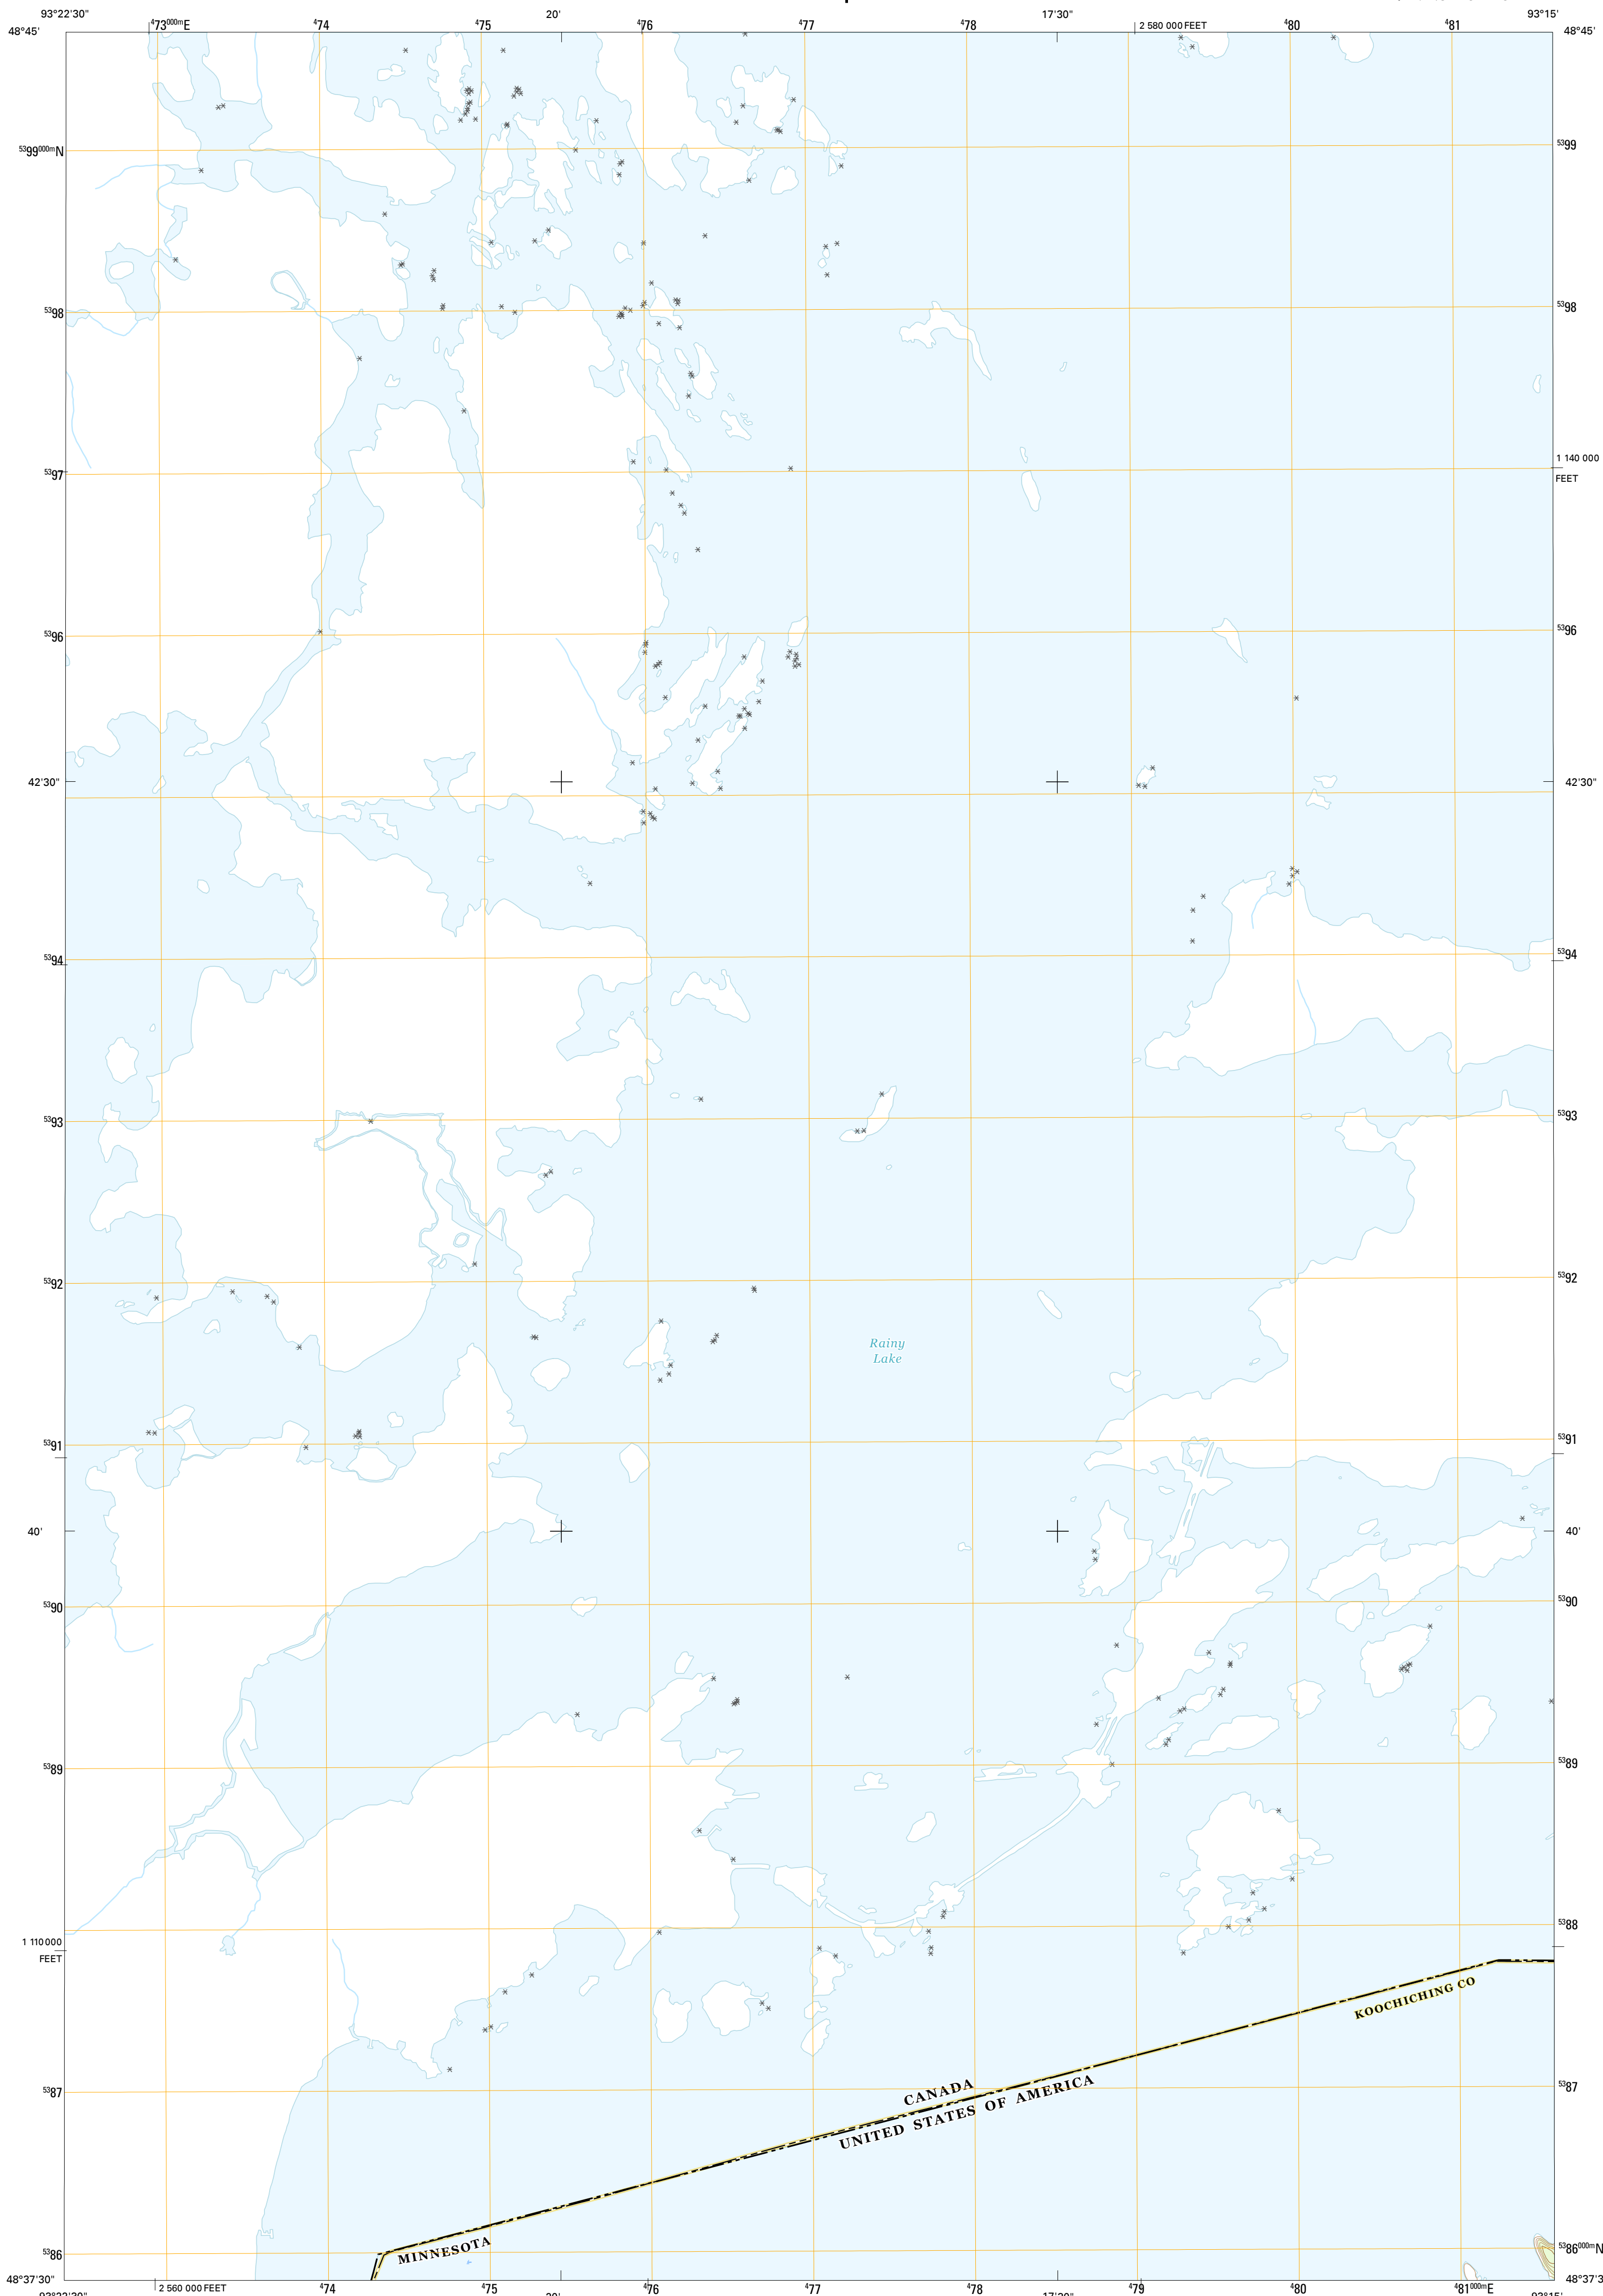 93°22'30" ⁴73⁰⁰⁰ᵐE ⁴74 ⁴75 20' ⁴76 ⁴77 ⁴78 17'30" 2 580 000 FEET ⁴80 ⁴81 93°15'
48°45' 48°45'
⁵³99⁰⁰⁰ᵐN ⁵³99
⁵³98 ⁵³98
⁵³97 1 140 000
FEET
⁵³96 ⁵³96
42'30" 42'30"
⁵³94 ⁵³94
⁵³93 ⁵³93
⁵³92 ⁵³92
Rainy
Lake
⁵³91 ⁵³91
40' 40'
⁵³90 ⁵³90
⁵³89 ⁵³89
⁵³88
1 110 000
FEET
KOOCHICHING CO
⁵³87 ⁵³87
CANADA
UNITED STATES OF AMERICA
MINNESOTA
⁵³86 ⁵³86⁰⁰⁰ᵐN
48°37'30"
2 560 000 FEET ⁴74 ⁴75 ⁴76 ⁴77 ⁴78 ⁴79 ⁴80 ⁴81⁰⁰⁰ᵐE